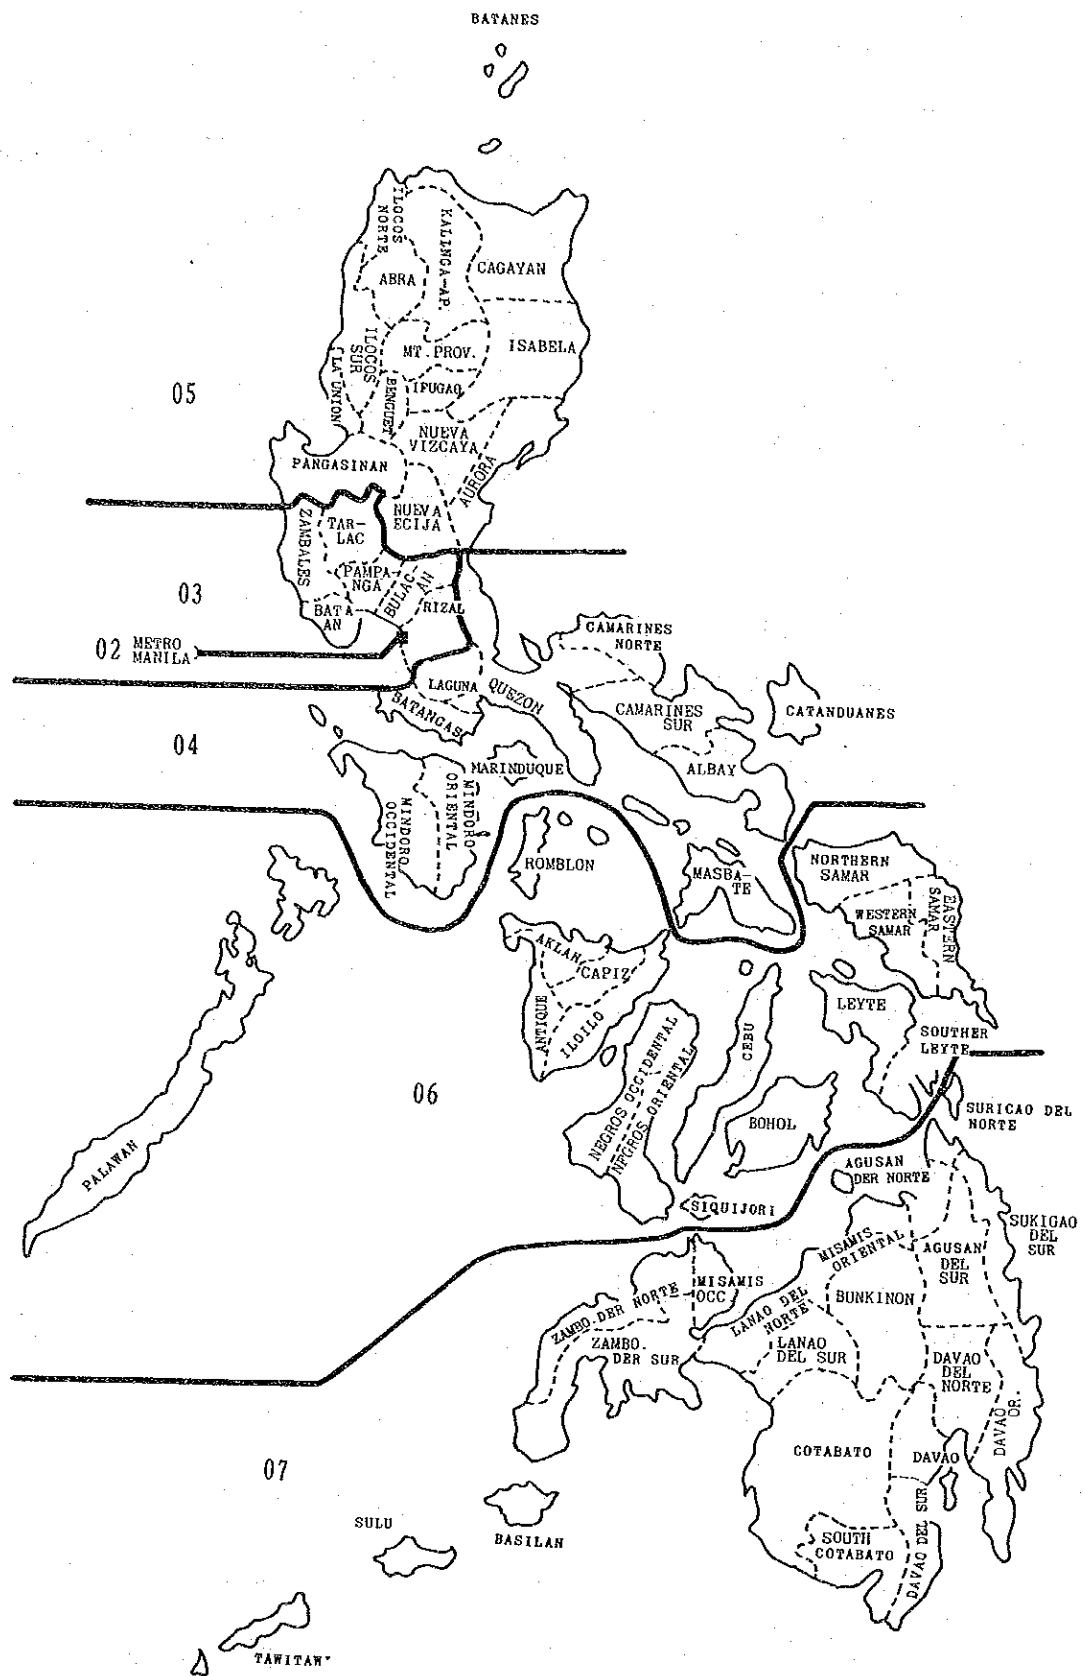 BATANES
ILOCOS
NORTE
KALINGA-AP.
CAGAYAN
ABRA
ISABELA
ILOCOS
SUR
MT. PROV.
LA UNION
BENGUET
IFUGAO
05
NUEVA
VIZCAYA
PANGASINAN
AURORA
NUEVA
ECIJA
ZAMBALES
TAR-
LAC
PAMPA-
NGA
BULAC
AN
RIZAL
03
BATA
AN
02 METRO
MANILA
CAMARINES
NORTE
LAGUNA
QUEZON
BATANGAS
CAMARINES
SUR
CATANDUANES
04
MARINDUQUE
ALBAY
MINDORO
ORIENTAL
MINDORO
OCCIDENTAL
ROMBLON
MASBA-
TE
NORTHERN
SAMAR
WESTERN
SAMAR
EASTERN
SAMAR
AKLAN
CAPIZ
ANTIQUE
ILOILO
LEYTE
SOUTHER
LEYTE
CEBU
NEGROS OCCIDENTAL
NEGROS ORIENTAL
06
BOHOL
SURICAO DEL
NORTE
PALAWAN
AGUSAN
DER NORTE
SIQUIJORI
SUKIGAO
DEL
SUR
MISAMIS
ORIENTAL
AGUSAN
DEL
SUR
MISAMIS
OCC
BUNKINON
ZAMBO.DER NORTE
LANAO DEL
NORTE
ZAMBO.
DER SUR
LANAO
DEL SUR
DAVAO
DEL
NORTE
DAVAO
OR.
COTABATO
DAVAO
07
DAVAO DEL SUR
SULU
BASILAN
SOUTH
COTABATO
TAWITAW